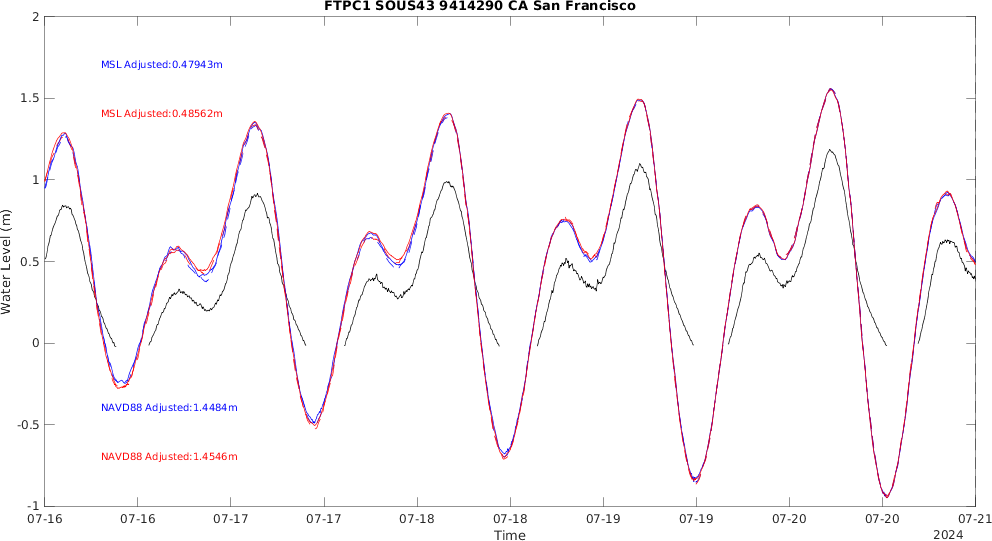 FTPC1 SOUS43 9414290 CA San Francisco
2
1.5
1
0.5
0
-0.5
-1
Water Level (m)
MSL Adjusted:0.47943m
MSL Adjusted:0.48562m
NAVD88 Adjusted:1.4484m
NAVD88 Adjusted:1.4546m
07-16 07-16 07-17 07-17 07-18 07-18 07-19 07-19 07-20 07-20 07-21
Time
2024